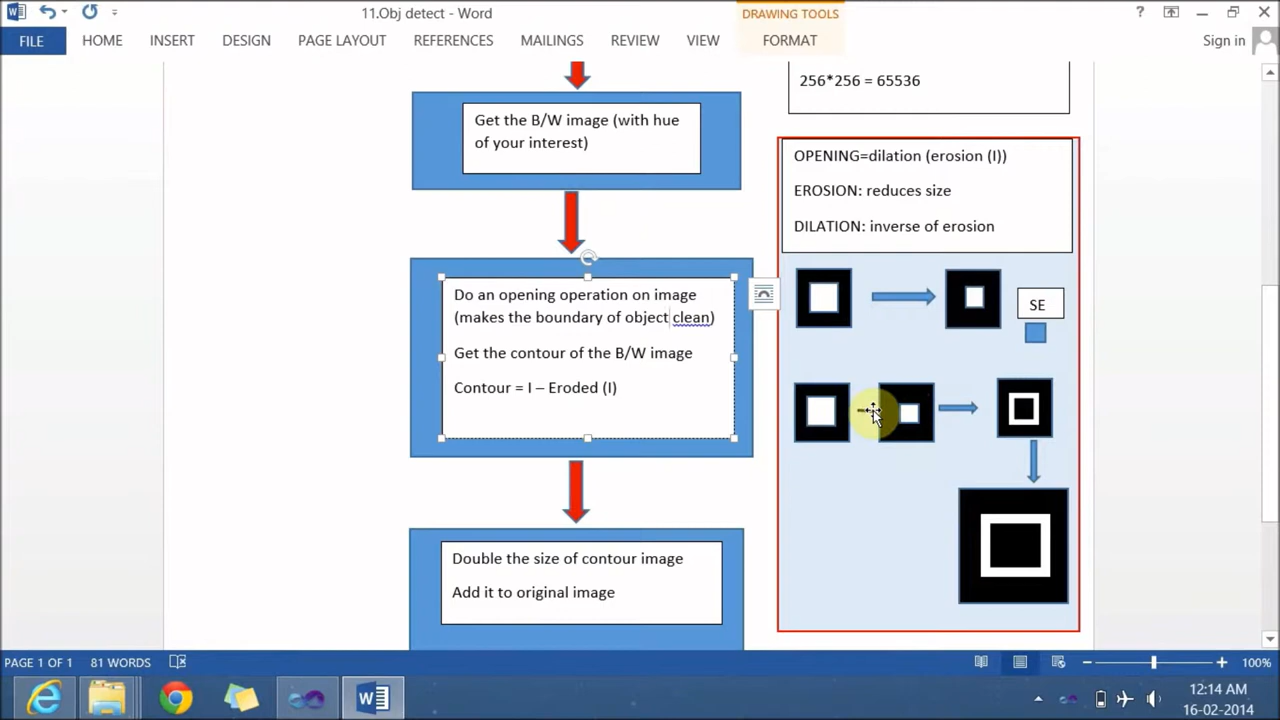 11.Obj detect - Word
DRAWING TOOLS
FILE
HOME
INSERT
DESIGN
PAGE LAYOUT
REFERENCES
MAILINGS
REVIEW
VIEW
FORMAT
Sign in
256*256 = 65536
Get the B/W image (with hue
of your interest)
OPENING=dilation (erosion (I))
EROSION: reduces size
DILATION: inverse of erosion
Do an opening operation on image
(makes the boundary of object clean)
Get the contour of the B/W image
Contour = I – Eroded (I)
SE
Double the size of contour image
Add it to original image
PAGE 1 OF 1
81 WORDS
100%
12:14 AM
16-02-2014